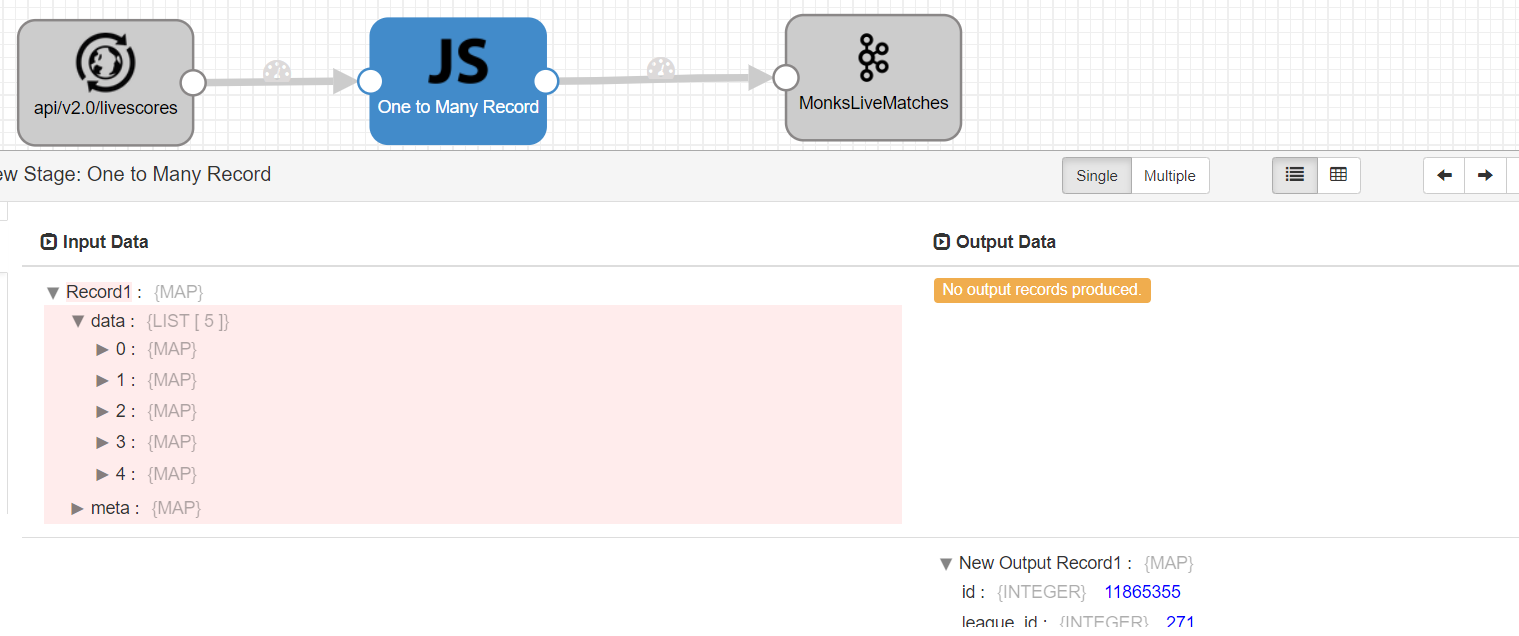 api/v2.0/livescores
JS
One to Many Record
MonksLiveMatches
ew Stage: One to Many Record
Single
Multiple
Input Data
Output Data
Record1 : {MAP}
No output records produced.
data : {LIST [ 5 ]}
0 : {MAP}
1 : {MAP}
2 : {MAP}
3 : {MAP}
4 : {MAP}
meta : {MAP}
New Output Record1 : {MAP}
id : {INTEGER} 11865355
league_id : {INTEGER} 271